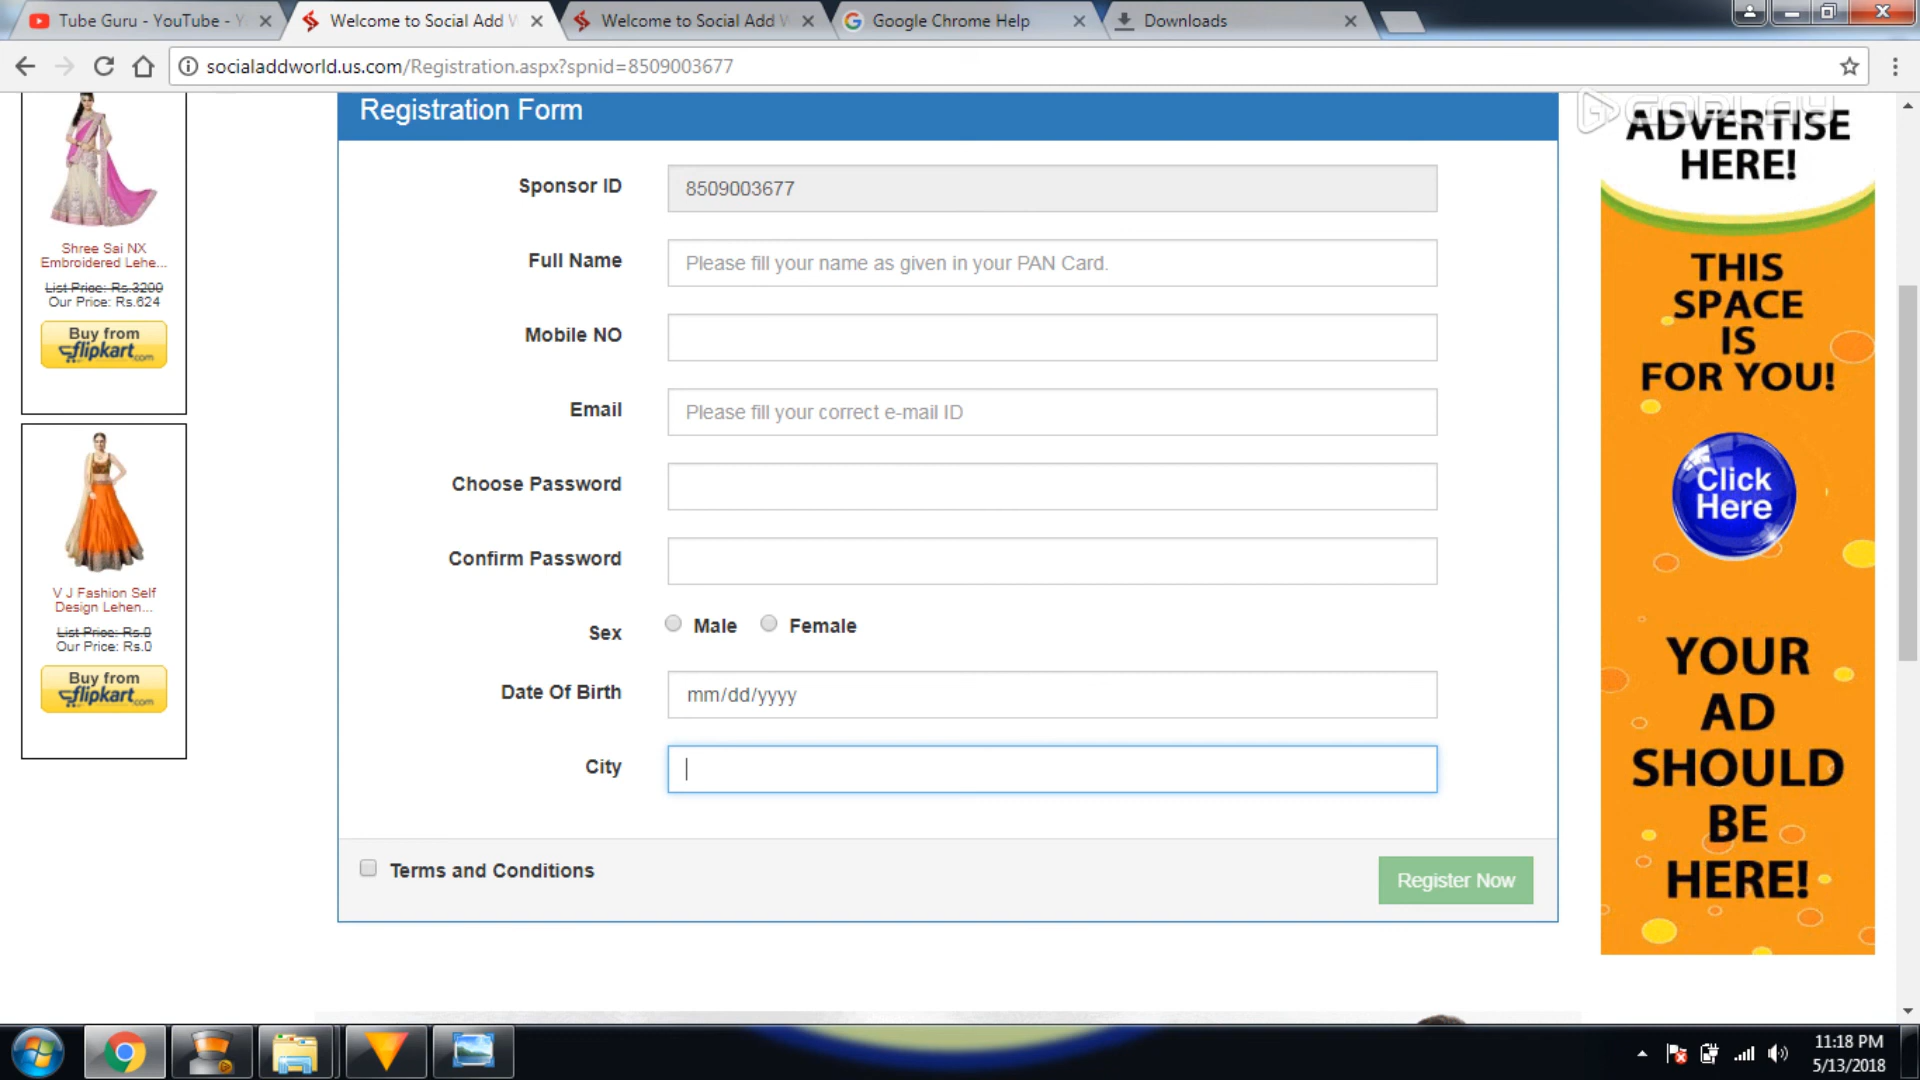 Tube Guru - YouTube - Y
Welcome to Social Add W
Welcome to Social Add W
Google Chrome Help
Downloads
socialaddworld.us.com/Registration.aspx?spnid=8509003677
Registration Form
Sponsor ID
8509003677
Full Name
Please fill your name as given in your PAN Card.
Mobile NO
Email
Please fill your correct e-mail ID
Choose Password
Confirm Password
Sex
Male
Female
Date Of Birth
mm/dd/yyyy
City
Terms and Conditions
Register Now
Shree Sai NX
Embroidered Lehe...
List Price: Rs.3200
Our Price: Rs.624
Buy from
flipkart.com
V J Fashion Self
Design Lehen...
List Price: Rs.0
Our Price: Rs.0
Buy from
flipkart.com
GOPLAY
ADVERTISE
HERE!
THIS
SPACE
IS
FOR YOU!
Click
Here
YOUR
AD
SHOULD
BE
HERE!
11:18 PM
5/13/2018